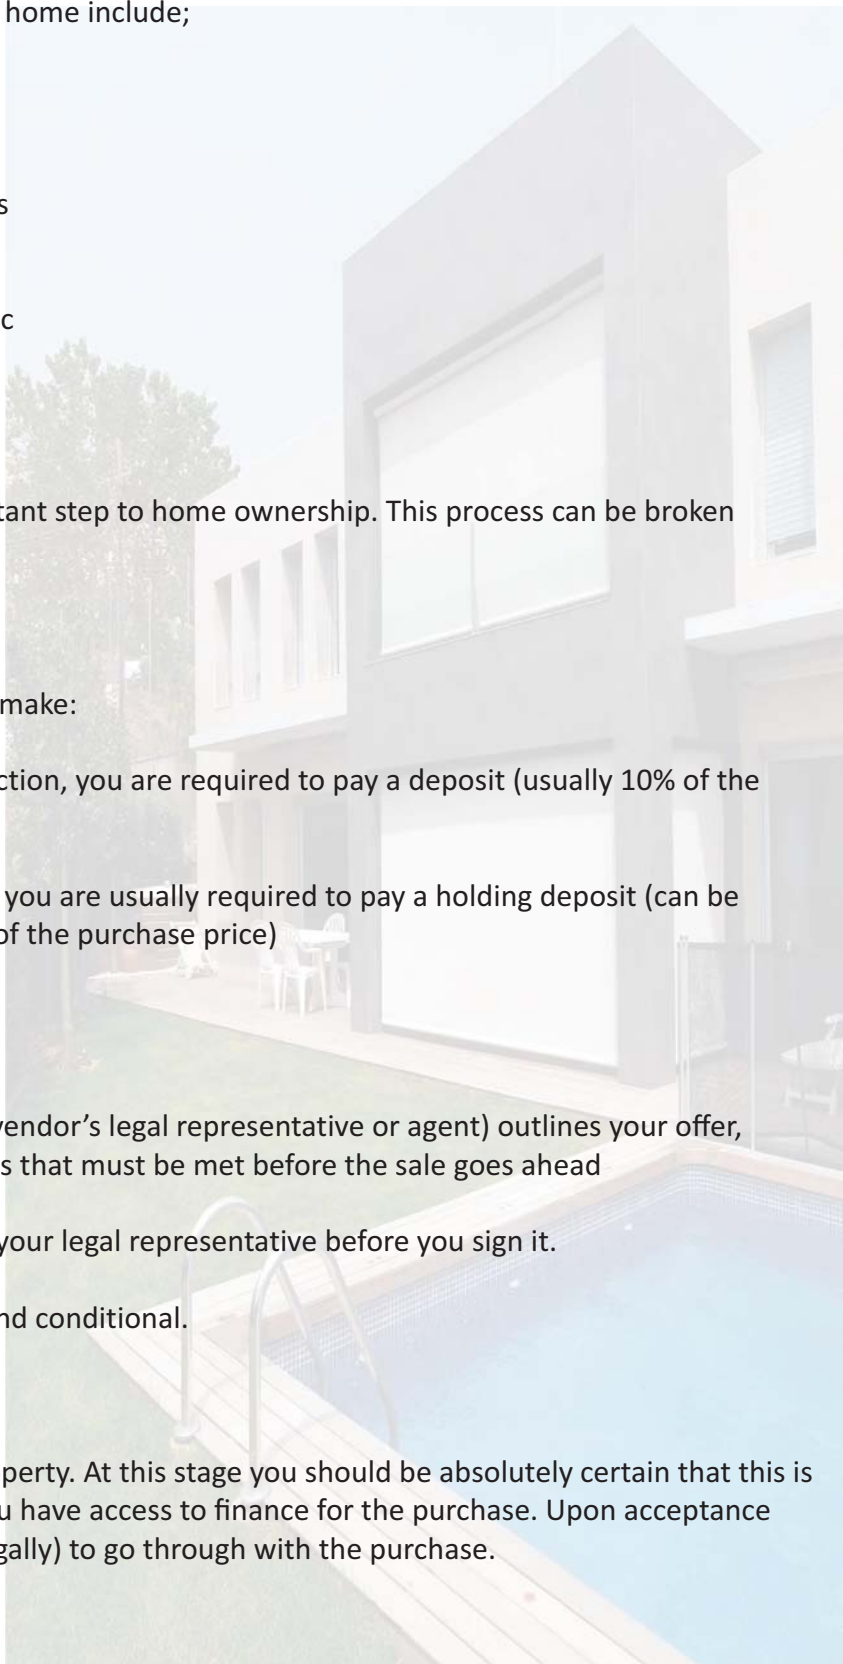 home include;
s
c
tant step to home ownership. This process can be broken
make:
ction, you are required to pay a deposit (usually 10% of the
you are usually required to pay a holding deposit (can be
of the purchase price)
vendor’s legal representative or agent) outlines your offer,
s that must be met before the sale goes ahead
your legal representative before you sign it.
nd conditional.
perty. At this stage you should be absolutely certain that this is
u have access to finance for the purchase. Upon acceptance
gally) to go through with the purchase.